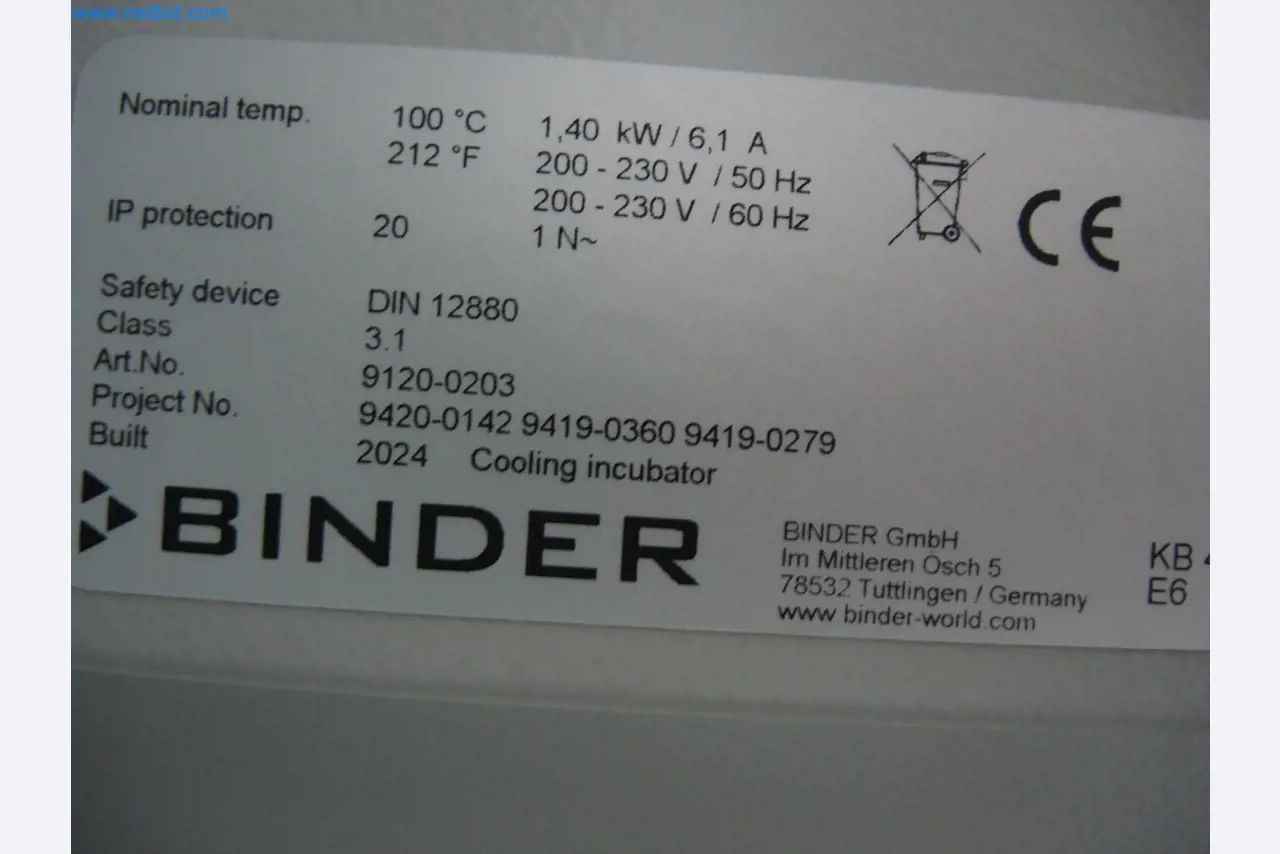 www.netbid.com
Nominal temp. 100 °C 1,40 kW / 6,1 A
212 °F 200 - 230 V / 50 Hz
200 - 230 V / 60 Hz
IP protection 20 1 N~
Safety device DIN 12880
Class 3.1
Art.No. 9120-0203
Project No. 9420-0142 9419-0360 9419-0279
Built 2024 Cooling incubator
CE
BINDER
BINDER GmbH
Im Mittleren Ösch 5
78532 Tuttlingen / Germany
www binder-world.com
KB
E6